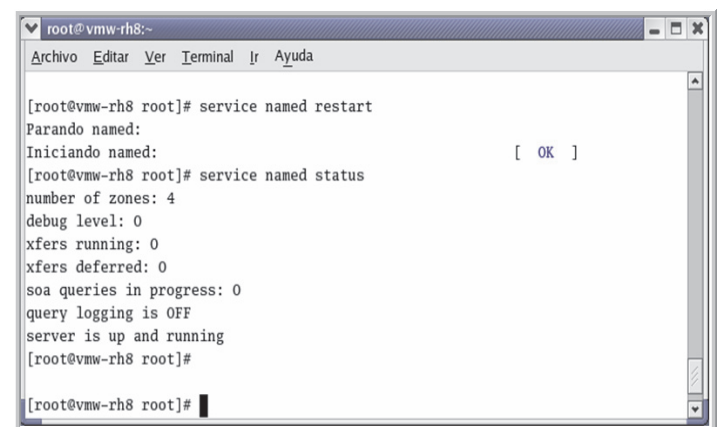 root@vmw-rh8:~
Archivo Editar Ver Terminal Ir Ayuda
[root@vmw-rh8 root]# service named restart
Parando named:
Iniciando named: [ OK ]
[root@vmw-rh8 root]# service named status
number of zones: 4
debug level: 0
xfers running: 0
xfers deferred: 0
soa queries in progress: 0
query logging is OFF
server is up and running
[root@vmw-rh8 root]#
[root@vmw-rh8 root]#